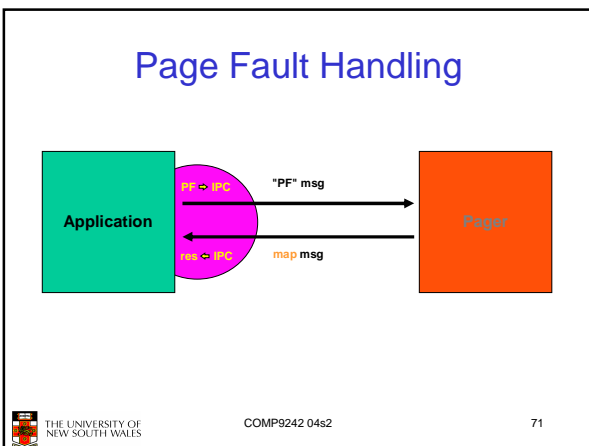 Page Fault Handling
Application
PF ⇨ IPC
"PF" msg
res ⇦ IPC
map msg
Pager
THE UNIVERSITY OF
NEW SOUTH WALES
COMP9242 04s2
71